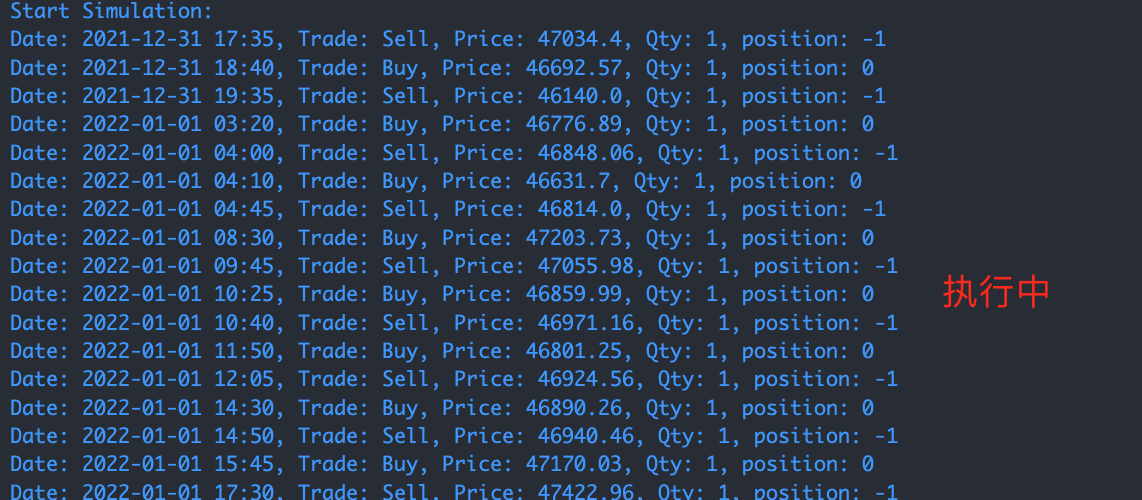 Start Simulation:
Date: 2021-12-31 17:35, Trade: Sell, Price: 47034.4, Qty: 1, position: -1
Date: 2021-12-31 18:40, Trade: Buy, Price: 46692.57, Qty: 1, position: 0
Date: 2021-12-31 19:35, Trade: Sell, Price: 46140.0, Qty: 1, position: -1
Date: 2022-01-01 03:20, Trade: Buy, Price: 46776.89, Qty: 1, position: 0
Date: 2022-01-01 04:00, Trade: Sell, Price: 46848.06, Qty: 1, position: -1
Date: 2022-01-01 04:10, Trade: Buy, Price: 46631.7, Qty: 1, position: 0
Date: 2022-01-01 04:45, Trade: Sell, Price: 46814.0, Qty: 1, position: -1
Date: 2022-01-01 08:30, Trade: Buy, Price: 47203.73, Qty: 1, position: 0
Date: 2022-01-01 09:45, Trade: Sell, Price: 47055.98, Qty: 1, position: -1
执行中
Date: 2022-01-01 10:25, Trade: Buy, Price: 46859.99, Qty: 1, position: 0
Date: 2022-01-01 10:40, Trade: Sell, Price: 46971.16, Qty: 1, position: -1
Date: 2022-01-01 11:50, Trade: Buy, Price: 46801.25, Qty: 1, position: 0
Date: 2022-01-01 12:05, Trade: Sell, Price: 46924.56, Qty: 1, position: -1
Date: 2022-01-01 14:30, Trade: Buy, Price: 46890.26, Qty: 1, position: 0
Date: 2022-01-01 14:50, Trade: Sell, Price: 46940.46, Qty: 1, position: -1
Date: 2022-01-01 15:45, Trade: Buy, Price: 47170.03, Qty: 1, position: 0
Date: 2022-01-01 17:30, Trade: Sell, Price: 47422.96, Qty: 1, position: -1